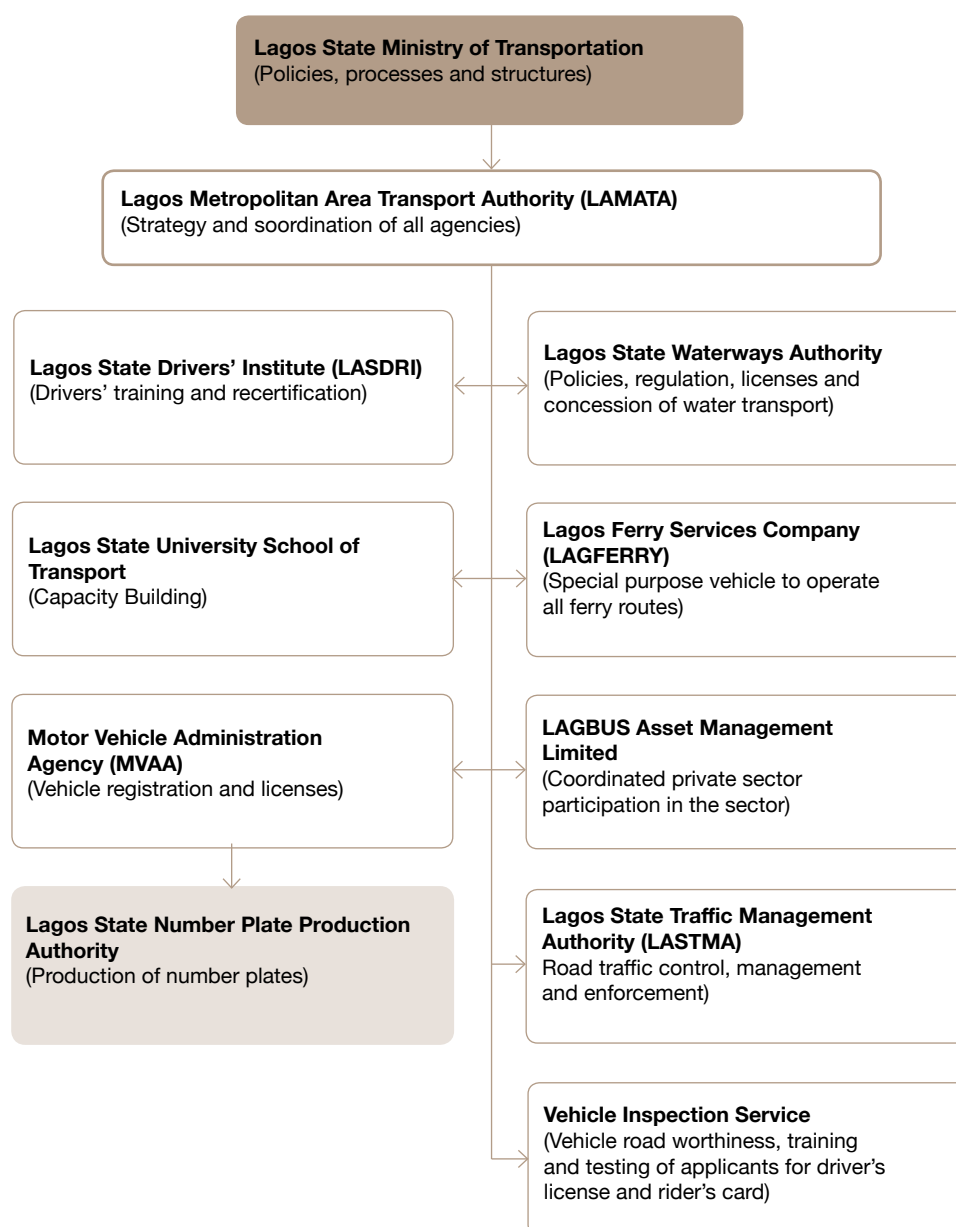 Lagos State Ministry of Transportation
(Policies, processes and structures)
Lagos Metropolitan Area Transport Authority (LAMATA)
(Strategy and soordination of all agencies)
Lagos State Drivers’ Institute (LASDRI)
(Drivers’ training and recertification)
Lagos State Waterways Authority
(Policies, regulation, licenses and
concession of water transport)
Lagos State University School of
Transport
(Capacity Building)
Lagos Ferry Services Company
(LAGFERRY)
(Special purpose vehicle to operate
all ferry routes)
Motor Vehicle Administration
Agency (MVAA)
(Vehicle registration and licenses)
LAGBUS Asset Management
Limited
(Coordinated private sector
participation in the sector)
Lagos State Number Plate Production
Authority
(Production of number plates)
Lagos State Traffic Management
Authority (LASTMA)
Road traffic control, management
and enforcement)
Vehicle Inspection Service
(Vehicle road worthiness, training
and testing of applicants for driver’s
license and rider’s card)